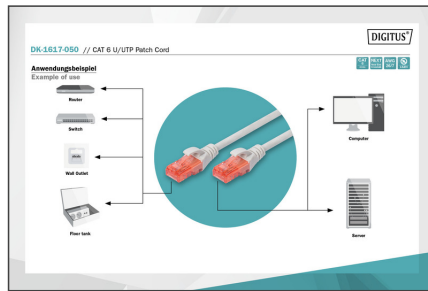 DIGITUS®
DK-1617-050 // CAT 6 U/UTP Patch Cord
Anwendungsbeispiel
Example of use
Router
Switch
Wall Outlet
Floor tank
Computer
Server